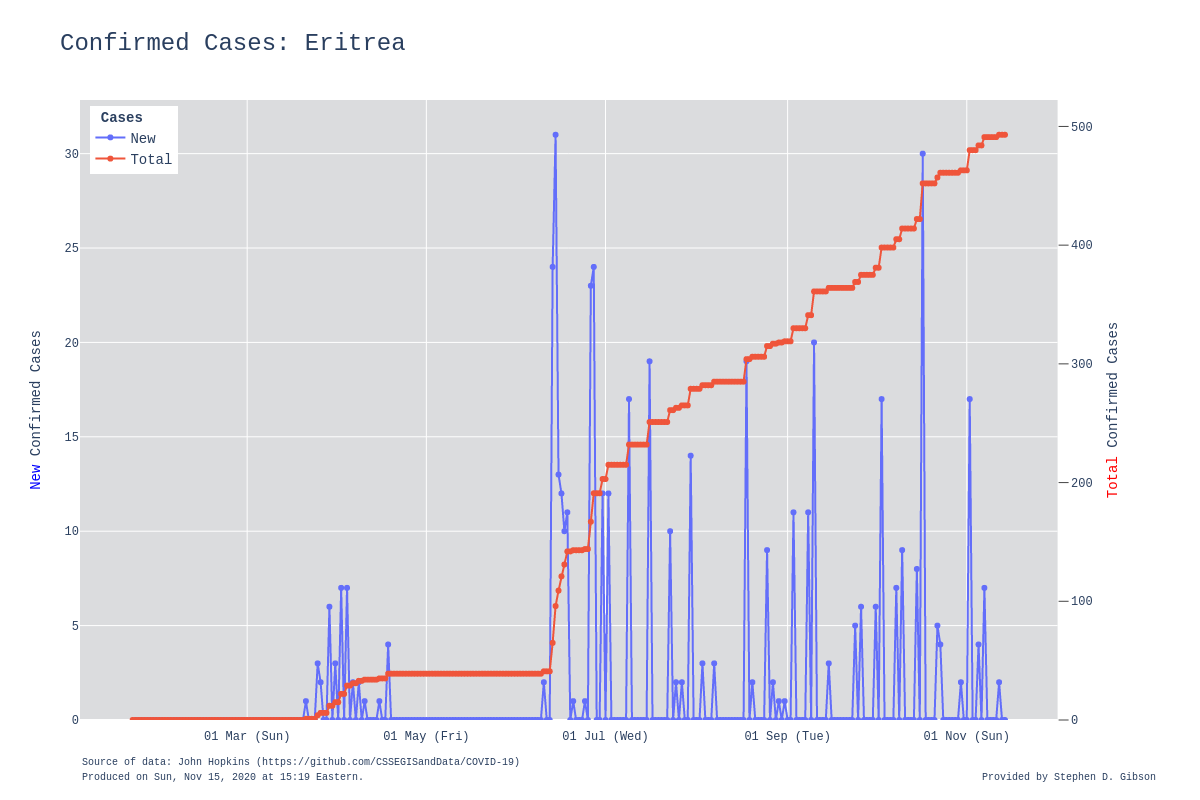 Confirmed Cases: Eritrea
Cases
New
Total
30
25
20
15
10
5
0
New Confirmed Cases
500
400
300
200
100
0
Total Confirmed Cases
01 Mar (Sun)
01 May (Fri)
01 Jul (Wed)
01 Sep (Tue)
01 Nov (Sun)
Source of data: John Hopkins (https://github.com/CSSEGISandData/COVID-19)
Produced on Sun, Nov 15, 2020 at 15:19 Eastern.
Provided by Stephen D. Gibson